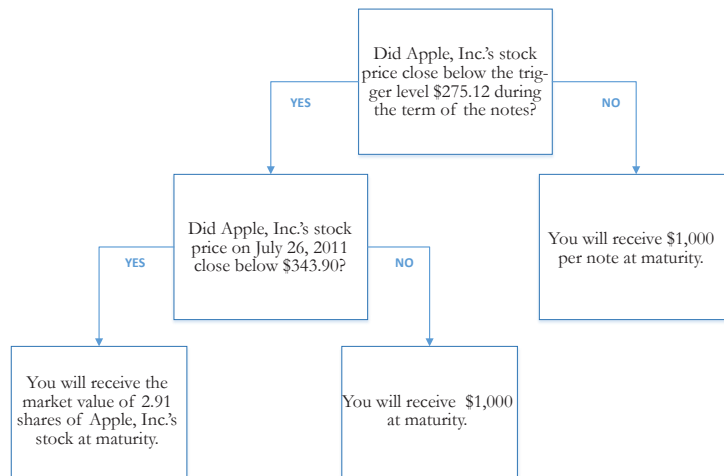 Did Apple, Inc.'s stock
price close below the trig-
ger level $275.12 during
the term of the notes?
YES
NO
Did Apple, Inc.'s stock
price on July 26, 2011
close below $343.90?
You will receive $1,000
per note at maturity.
YES
NO
You will receive the
market value of 2.91
shares of Apple, Inc.'s
stock at maturity.
You will receive $1,000
at maturity.